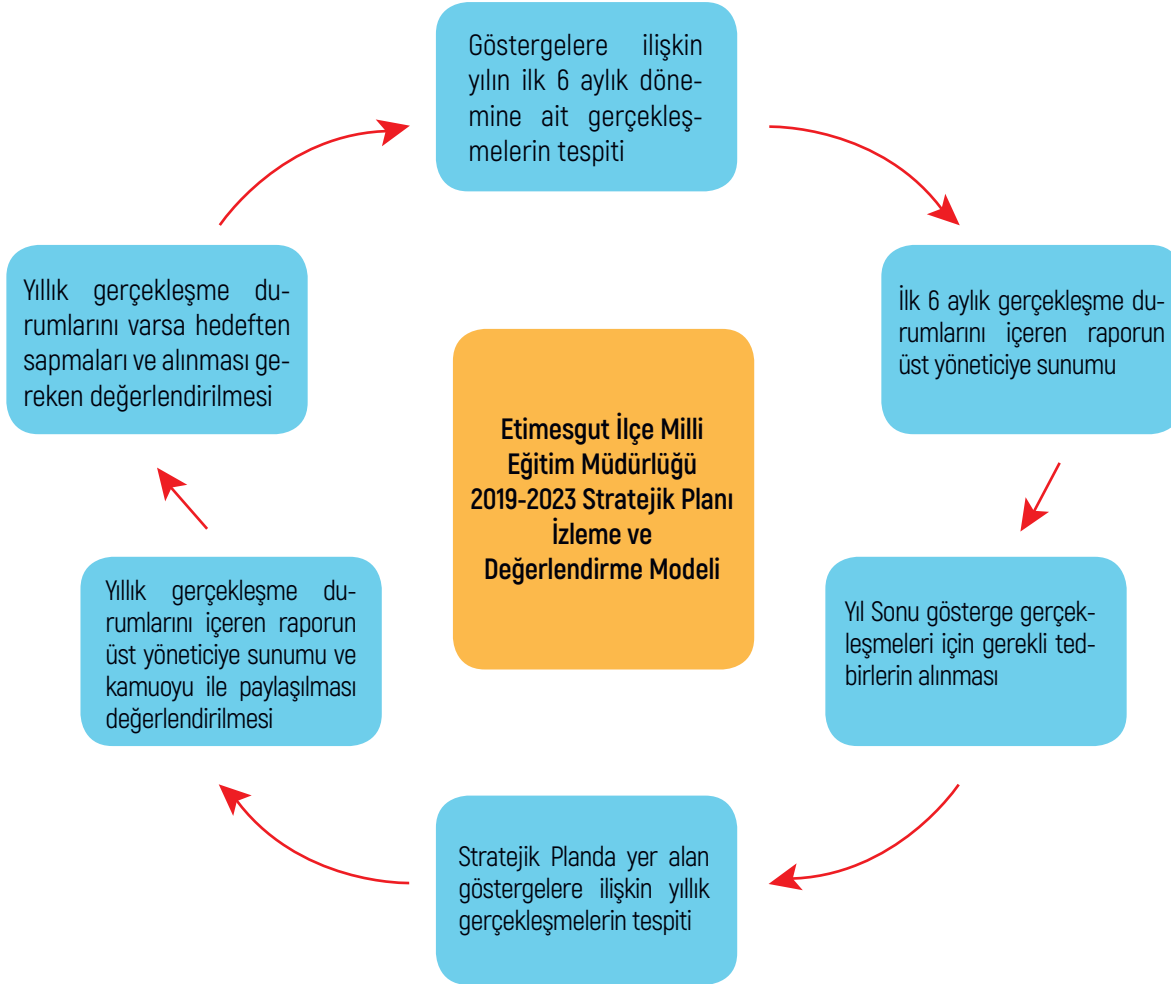 Göstergelere ilişkin
yılın ilk 6 aylık döne-
mine ait gerçekleş-
melerin tespiti
İlk 6 aylık gerçekleşme du-
rumlarını içeren raporun
üst yöneticiye sunumu
Yıl Sonu gösterge gerçek-
leşmeleri için gerekli ted-
birlerin alınması
Stratejik Planda yer alan
göstergelere ilişkin yıllık
gerçekleşmelerin tespiti
Yıllık gerçekleşme du-
rumlarını içeren raporun
üst yöneticiye sunumu ve
kamuoyu ile paylaşılması
değerlendirilmesi
Yıllık gerçekleşme du-
rumlarını varsa hedeften
sapmaları ve alınması ge-
reken değerlendirilmesi
Etimesgut İlçe Milli
Eğitim Müdürlüğü
2019-2023 Stratejik Planı
İzleme ve
Değerlendirme Modeli